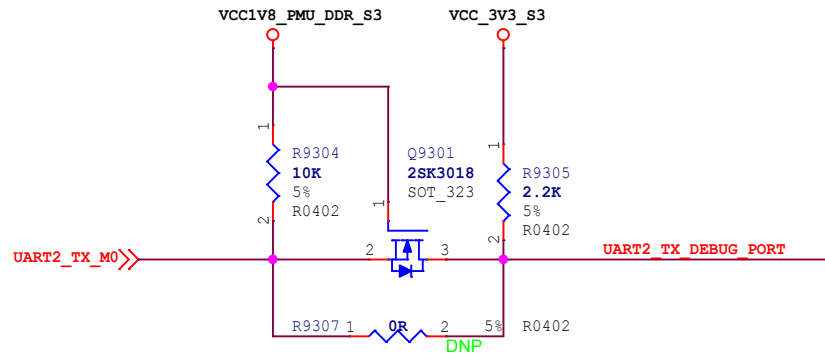 VCC1V8_PMU_DDR_S3
VCC_3V3_S3
1
R9304
10K
5%
R0402
2
Q9301
2SK3018
SOT_323
1
1
R9305
2.2K
5%
R0402
2
UART2_TX_M0
2
3
UART2_TX_DEBUG_PORT
R9307 1 0R 2 5% R0402
DNP